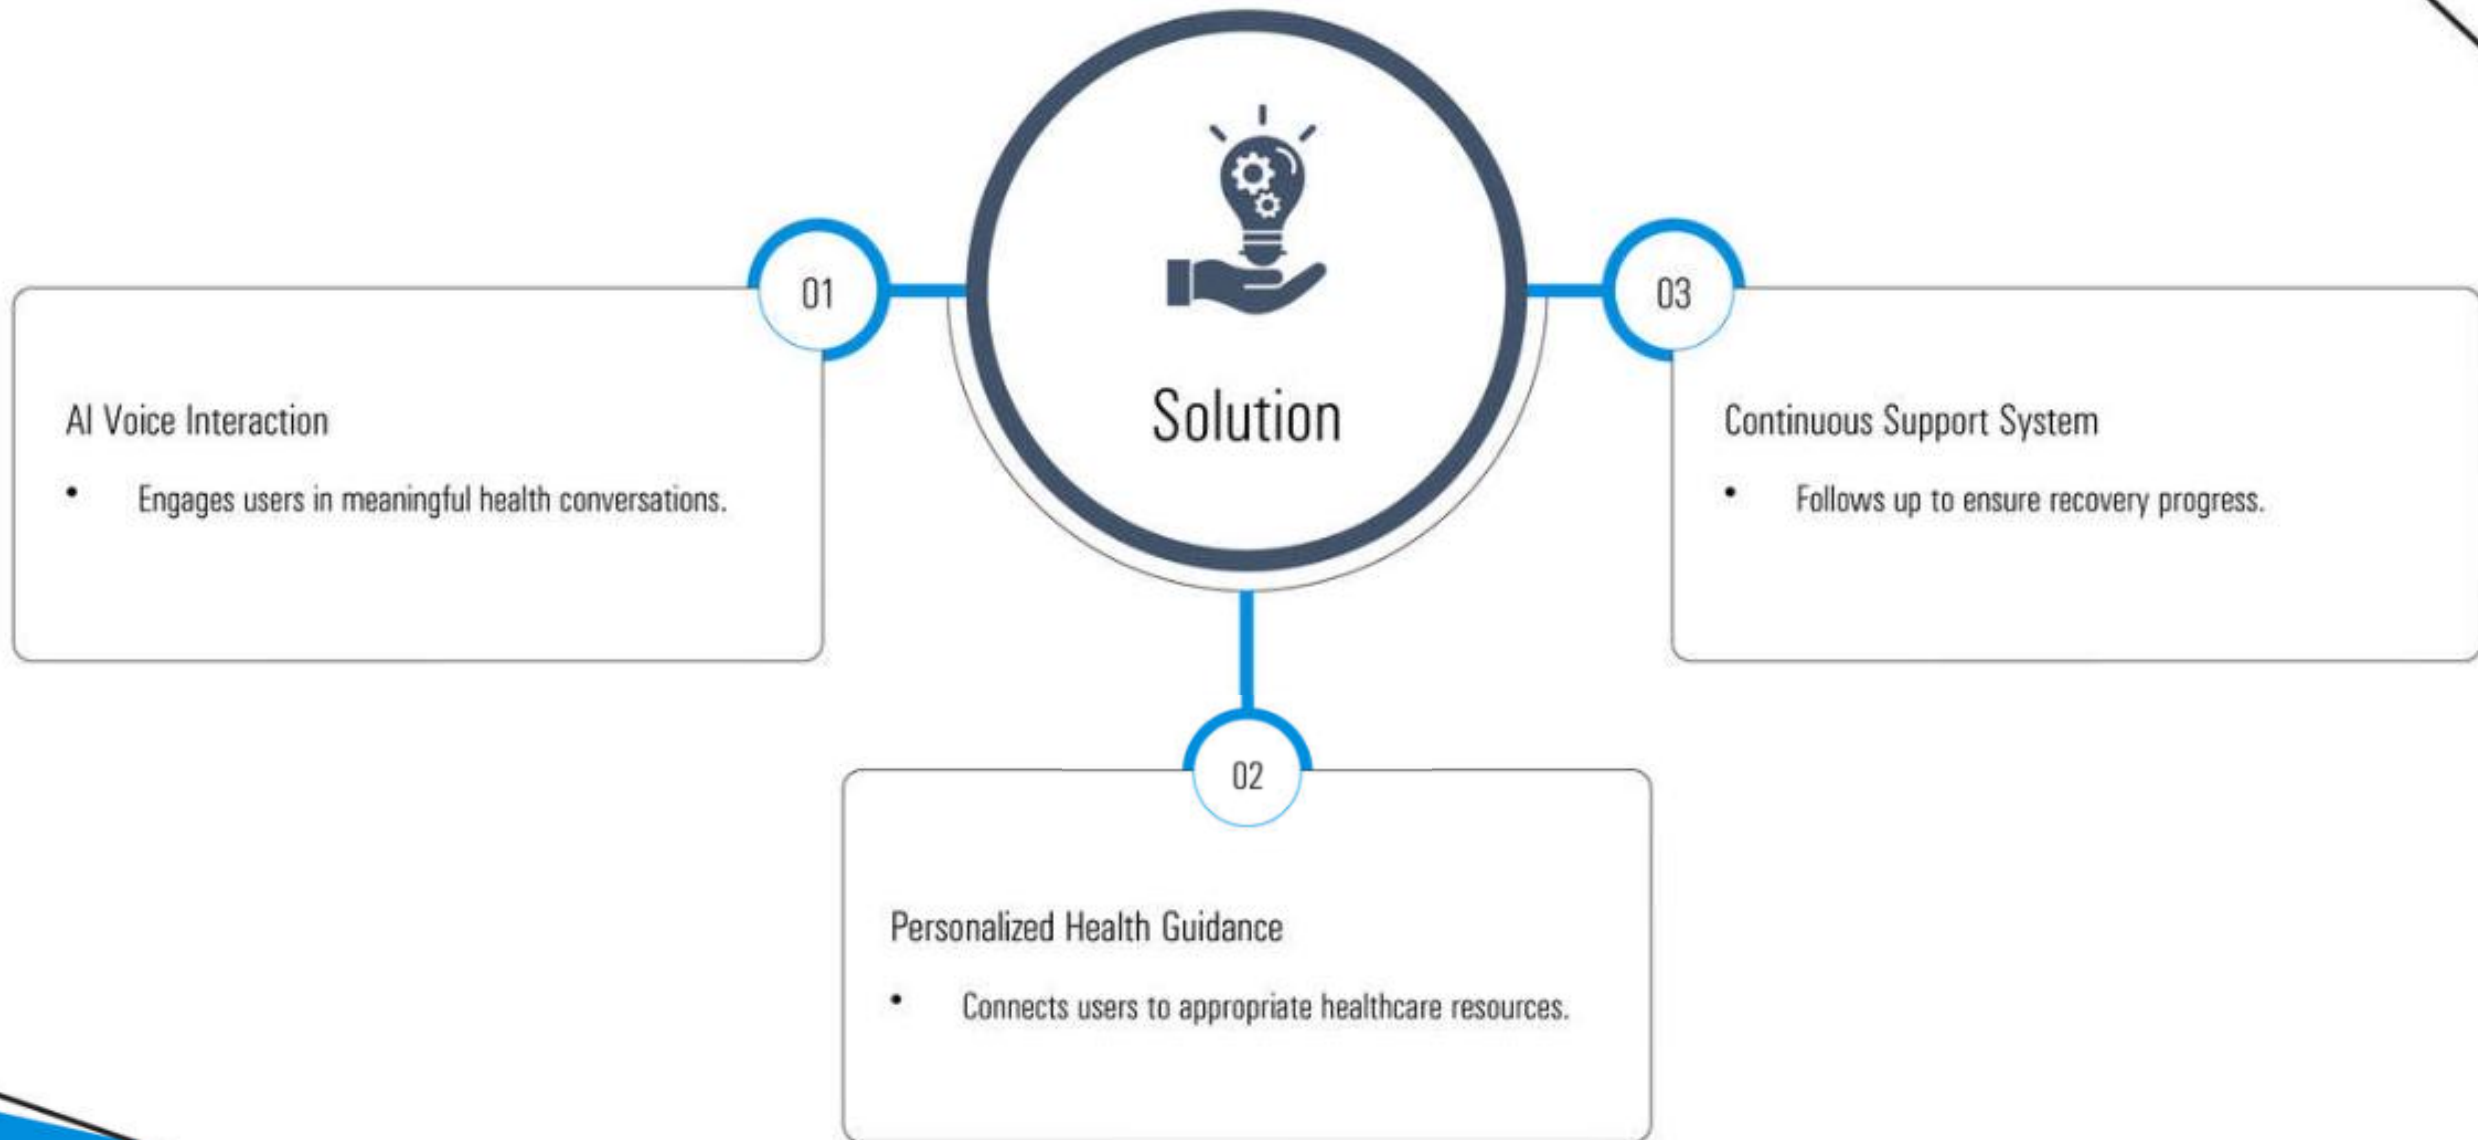 Solution
01
AI Voice Interaction
• Engages users in meaningful health conversations.
02
Personalized Health Guidance
• Connects users to appropriate healthcare resources.
03
Continuous Support System
• Follows up to ensure recovery progress.